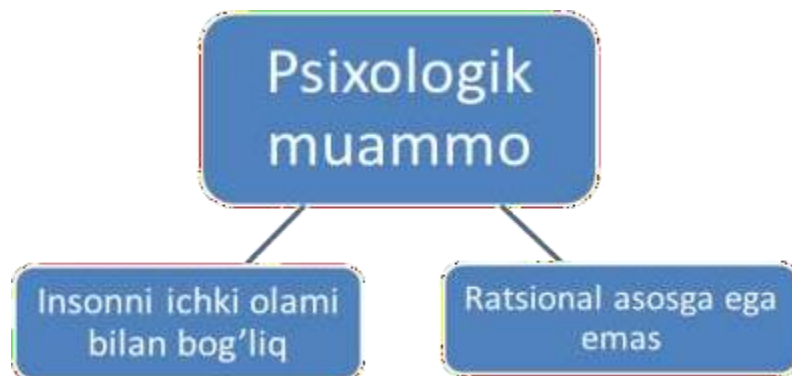 Psixologik
muammo
Insonni ichki olami
bilan bog’liq
Ratsional asosga ega
emas